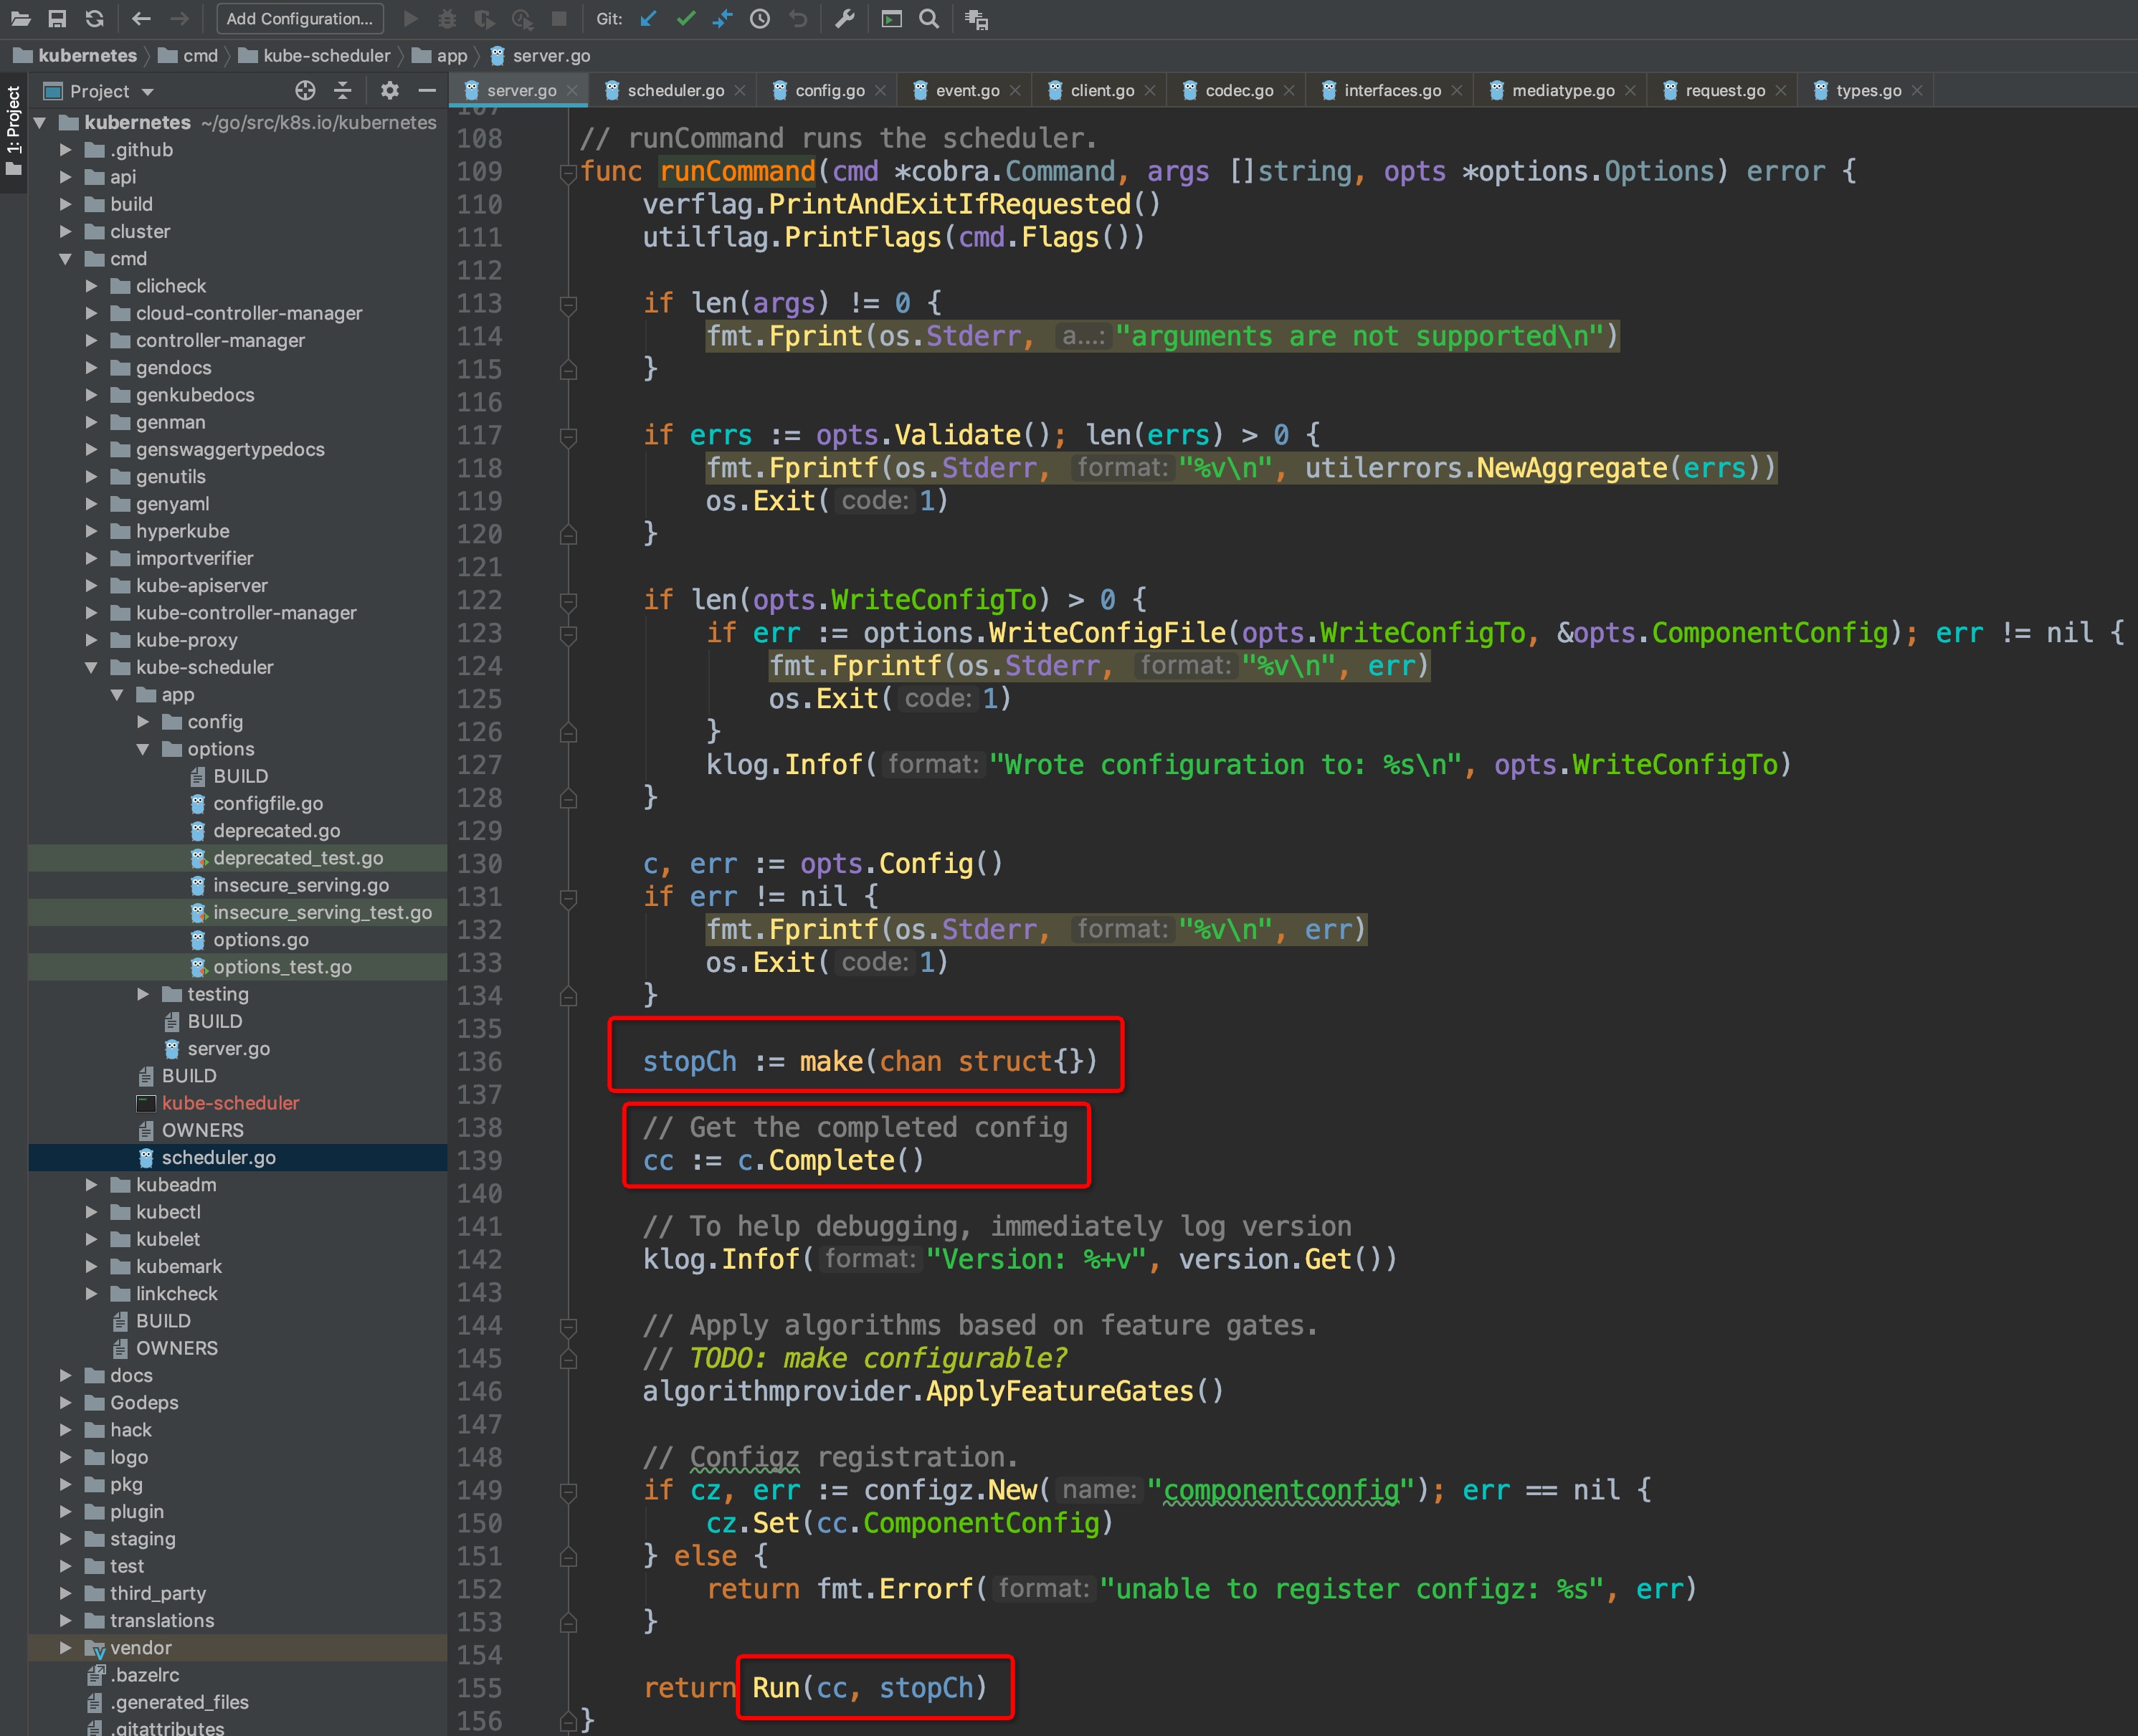 Add Configuration...
Git:
kubernetes
cmd
kube-scheduler
app
server.go
1: Project
Project
server.go
scheduler.go
config.go
event.go
client.go
codec.go
interfaces.go
mediatype.go
request.go
types.go
kubernetes ~/go/src/k8s.io/kubernetes
.github
api
build
cluster
cmd
clicheck
cloud-controller-manager
controller-manager
gendocs
genkubedocs
genman
genswaggertypedocs
genutils
genyaml
hyperkube
importverifier
kube-apiserver
kube-controller-manager
kube-proxy
kube-scheduler
app
config
options
BUILD
configfile.go
deprecated.go
deprecated_test.go
insecure_serving.go
insecure_serving_test.go
options.go
options_test.go
testing
BUILD
server.go
BUILD
kube-scheduler
OWNERS
scheduler.go
kubeadm
kubectl
kubelet
kubemark
linkcheck
BUILD
OWNERS
docs
Godeps
hack
logo
pkg
plugin
staging
test
third_party
translations
vendor
.bazelrc
.generated_files
.gitattributes
107
108 // runCommand runs the scheduler.
109 func runCommand(cmd *cobra.Command, args []string, opts *options.Options) error {
110 verflag.PrintAndExitIfRequested()
111 utilflag.PrintFlags(cmd.Flags())
112
113 if len(args) != 0 {
114 fmt.Fprint(os.Stderr, a...: "arguments are not supported\n")
115 }
116
117 if errs := opts.Validate(); len(errs) > 0 {
118 fmt.Fprintf(os.Stderr, format: "%v\n", utilerrors.NewAggregate(errs))
119 os.Exit( code: 1)
120 }
121
122 if len(opts.WriteConfigTo) > 0 {
123 if err := options.WriteConfigFile(opts.WriteConfigTo, &opts.ComponentConfig); err != nil {
124 fmt.Fprintf(os.Stderr, format: "%v\n", err)
125 os.Exit( code: 1)
126 }
127 klog.Infof( format: "Wrote configuration to: %s\n", opts.WriteConfigTo)
128 }
129
130 c, err := opts.Config()
131 if err != nil {
132 fmt.Fprintf(os.Stderr, format: "%v\n", err)
133 os.Exit( code: 1)
134 }
135
136 stopCh := make(chan struct{})
137
138 // Get the completed config
139 cc := c.Complete()
140
141 // To help debugging, immediately log version
142 klog.Infof( format: "Version: %+v", version.Get())
143
144 // Apply algorithms based on feature gates.
145 // TODO: make configurable?
146 algorithmprovider.ApplyFeatureGates()
147
148 // Configz registration.
149 if cz, err := configz.New( name: "componentconfig"); err == nil {
150 cz.Set(cc.ComponentConfig)
151 } else {
152 return fmt.Errorf( format: "unable to register configz: %s", err)
153 }
154
155 return Run(cc, stopCh)
156 }